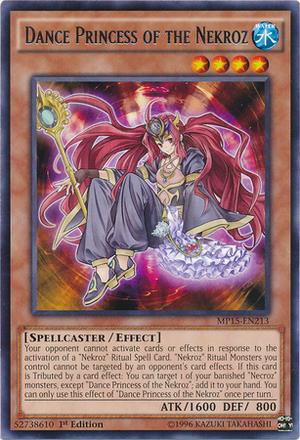 DANCE PRINCESS OF THE NEKROZ
WATER
水
MP15-EN213
[SPELLCASTER / EFFECT]
Your opponent cannot activate cards or effects in response to the
activation of a "Nekroz" Ritual Spell Card. "Nekroz" Ritual Monsters you
control cannot be targeted by an opponent's card effects. If this card is
Tributed by a card effect: You can target 1 of your banished "Nekroz"
monsters, except "Dance Princess of the Nekroz"; add it to your hand. You
can only use this effect of "Dance Princess of the Nekroz" once per turn.
ATK/1600 DEF/ 800
52738610 1st Edition ©1996 KAZUKI TAKAHASHI